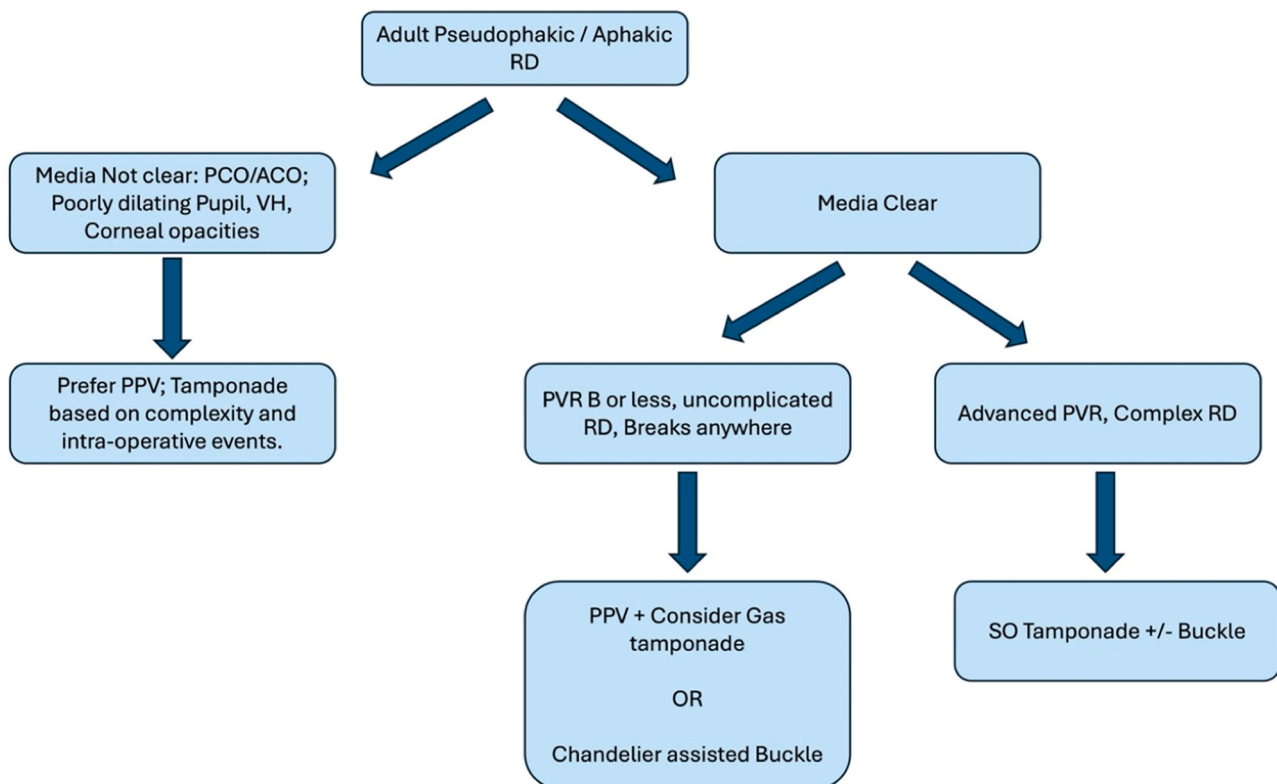 Adult Pseudophakic / Aphakic
RD
Media Not clear: PCO/ACO;
Poorly dilating Pupil, VH,
Corneal opacities
Media Clear
Prefer PPV; Tamponade
based on complexity and
intra-operative events.
PVR B or less, uncomplicated
RD, Breaks anywhere
Advanced PVR, Complex RD
PPV + Consider Gas
tamponade
OR
Chandelier assisted Buckle
SO Tamponade +/- Buckle